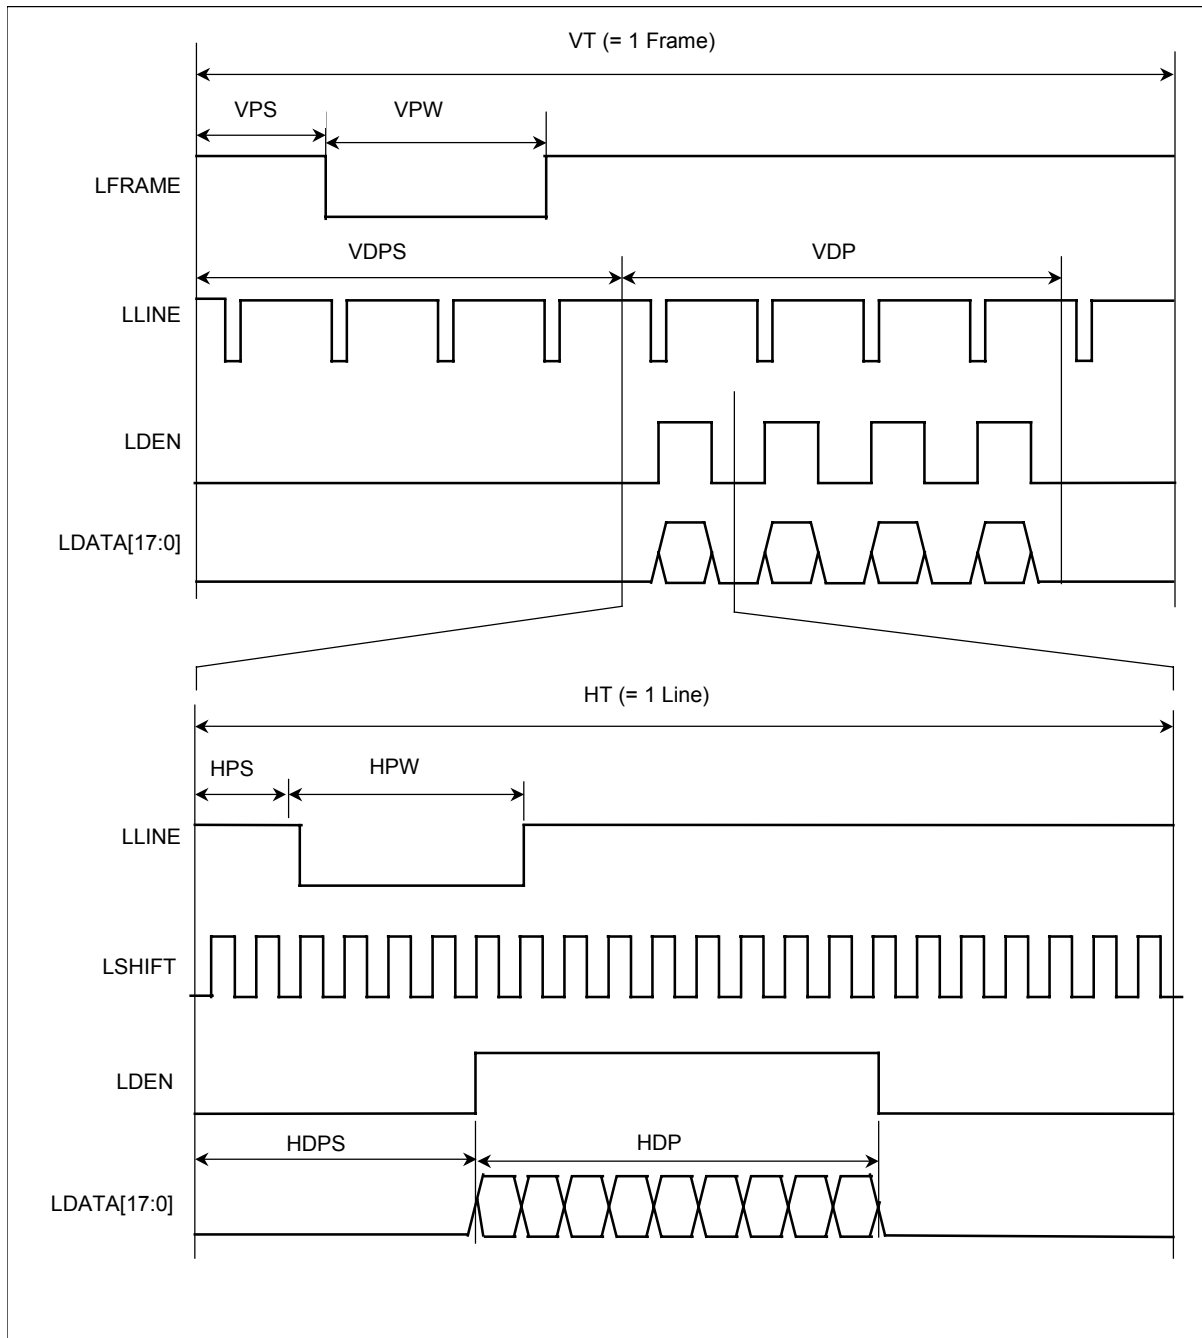 VT (= 1 Frame)
VPS
VPW
LFRAME
VDPS
VDP
LLINE
LDEN
LDATA[17:0]
HT (= 1 Line)
HPS
HPW
LLINE
LSHIFT
LDEN
HDPS
HDP
LDATA[17:0]